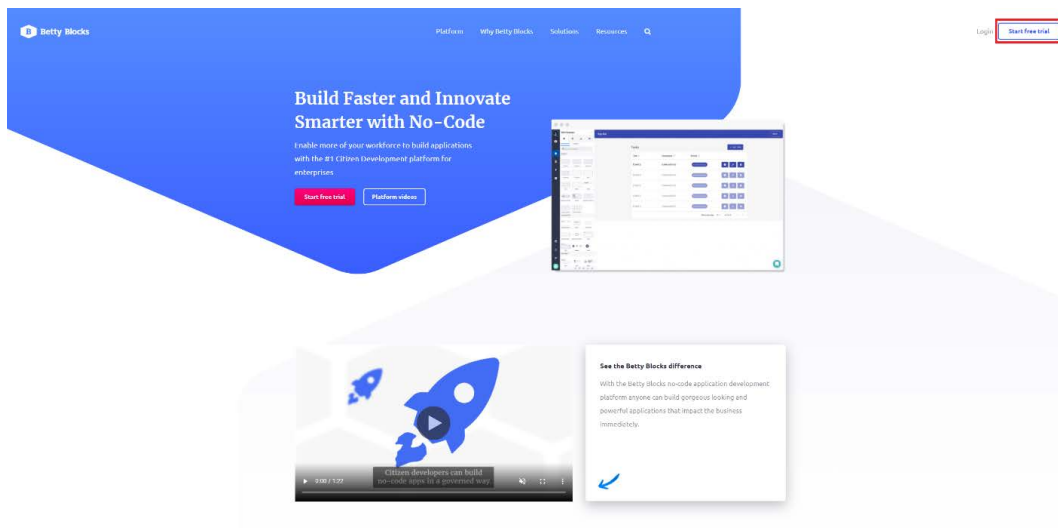 Betty Blocks
Platform Why Betty Blocks Solutions Resources
Login Start free trial
Build Faster and Innovate
Smarter with No-Code
Enable more of your workforce to build applications
with the #1 Citizen Development platform for
enterprises
Start free trial Platform videos
See the Betty Blocks difference
With the Betty Blocks no-code application development
platform anyone can build gorgeous looking and
powerful applications that impact the business
immediately.
Citizen developers can build
no-code apps in a governed way.
0:00 / 1:22